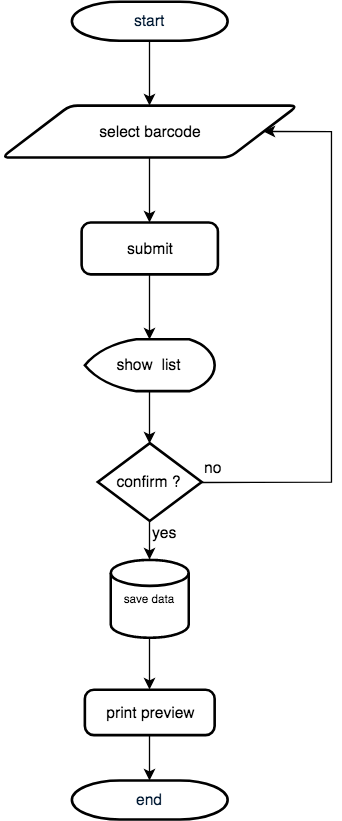 start
select barcode
submit
show list
confirm ?
no
yes
save data
print preview
end